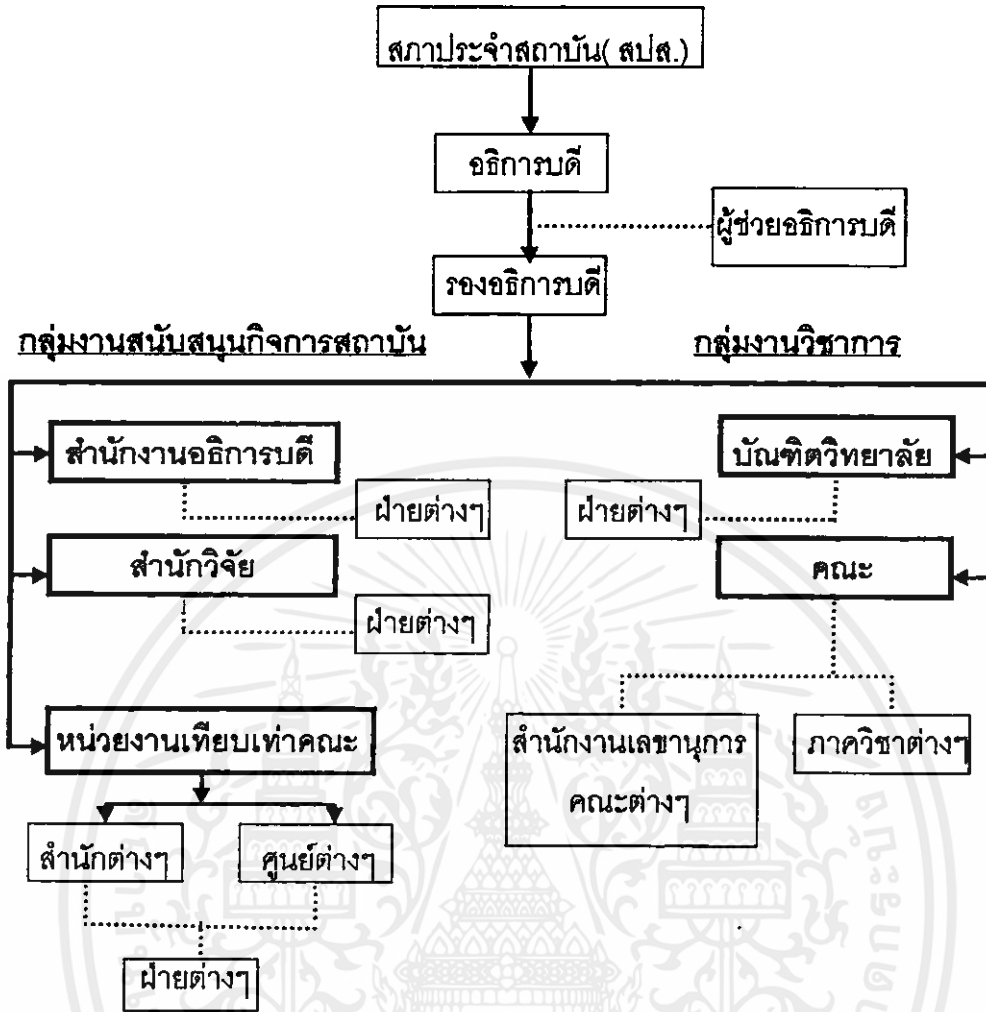 สภาประจำสถาบัน( สปส.)
อธิการบดี
ผู้ช่วยอธิการบดี
รองอธิการบดี
กลุ่มงานสนับสนุนกิจการสถาบัน
กลุ่มงานวิชาการ
สำนักงานอธิการบดี
บัณฑิตวิทยาลัย
ฝ่ายต่างๆ
ฝ่ายต่างๆ
สำนักวิจัย
คณะ
ฝ่ายต่างๆ
หน่วยงานเทียบเท่าคณะ
สำนักงานเลขานุการ
คณะต่างๆ
ภาควิชาต่างๆ
สำนักต่างๆ
ศูนย์ต่างๆ
ฝ่ายต่างๆ